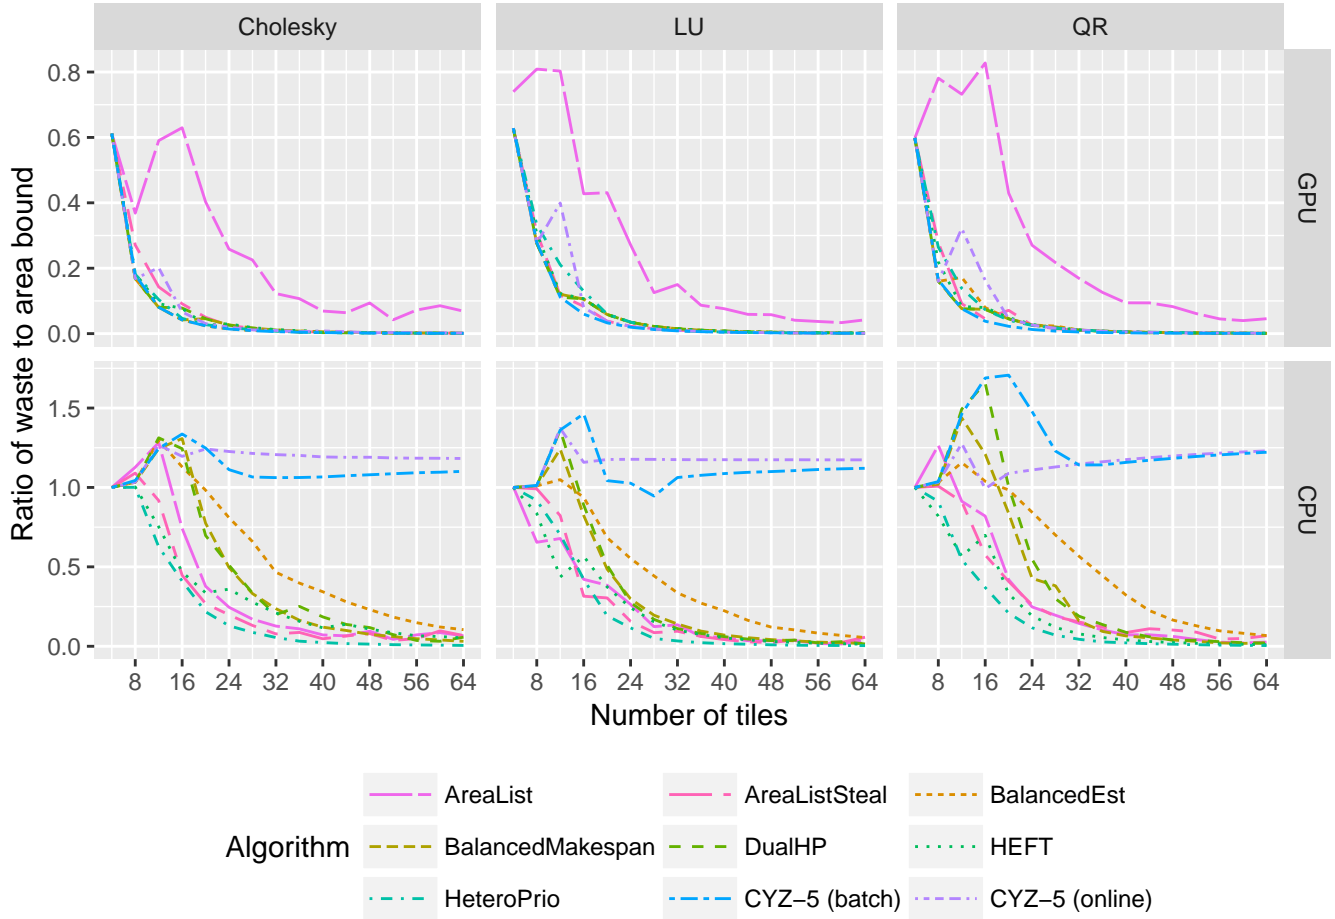 Cholesky LU QR
Ratio of waste to area bound
0.8
0.6
0.4
0.2
0.0
GPU
1.5
1.0
0.5
0.0
CPU
8 16 24 32 40 48 56 64 8 16 24 32 40 48 56 64 8 16 24 32 40 48 56 64
Number of tiles
Algorithm
AreaList AreaListSteal BalancedEst
BalancedMakespan DualHP HEFT
HeteroPrio CYZ−5 (batch) CYZ−5 (online)